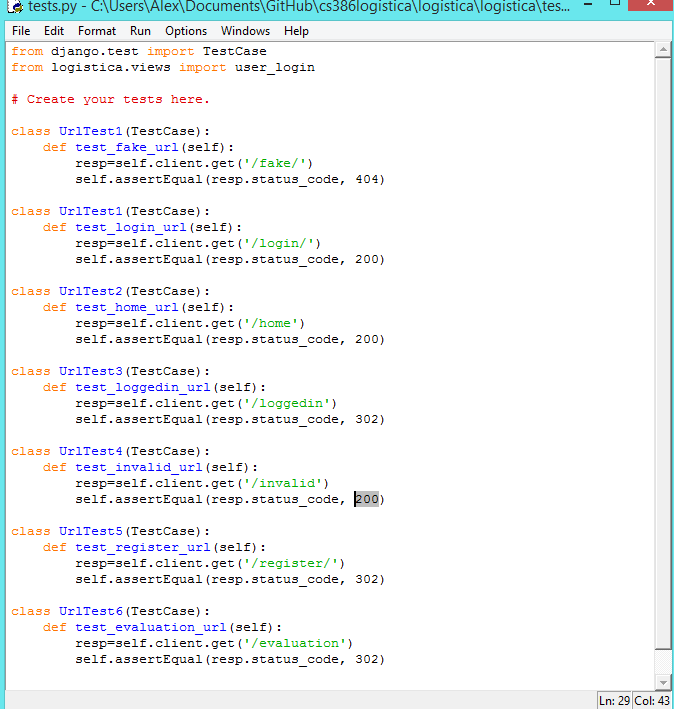 tests.py - C:\Users\Alex\Documents\GitHub\cs386logistica\logistica\logistica\tes...
File Edit Format Run Options Windows Help
from django.test import TestCase
from logistica.views import user_login
# Create your tests here.
class UrlTest1(TestCase):
    def test_fake_url(self):
        resp=self.client.get('/fake/')
        self.assertEqual(resp.status_code, 404)
class UrlTest1(TestCase):
    def test_login_url(self):
        resp=self.client.get('/login/')
        self.assertEqual(resp.status_code, 200)
class UrlTest2(TestCase):
    def test_home_url(self):
        resp=self.client.get('/home')
        self.assertEqual(resp.status_code, 200)
class UrlTest3(TestCase):
    def test_loggedin_url(self):
        resp=self.client.get('/loggedin')
        self.assertEqual(resp.status_code, 302)
class UrlTest4(TestCase):
    def test_invalid_url(self):
        resp=self.client.get('/invalid')
        self.assertEqual(resp.status_code, 200)
class UrlTest5(TestCase):
    def test_register_url(self):
        resp=self.client.get('/register/')
        self.assertEqual(resp.status_code, 302)
class UrlTest6(TestCase):
    def test_evaluation_url(self):
        resp=self.client.get('/evaluation')
        self.assertEqual(resp.status_code, 302)
Ln: 29 Col: 43